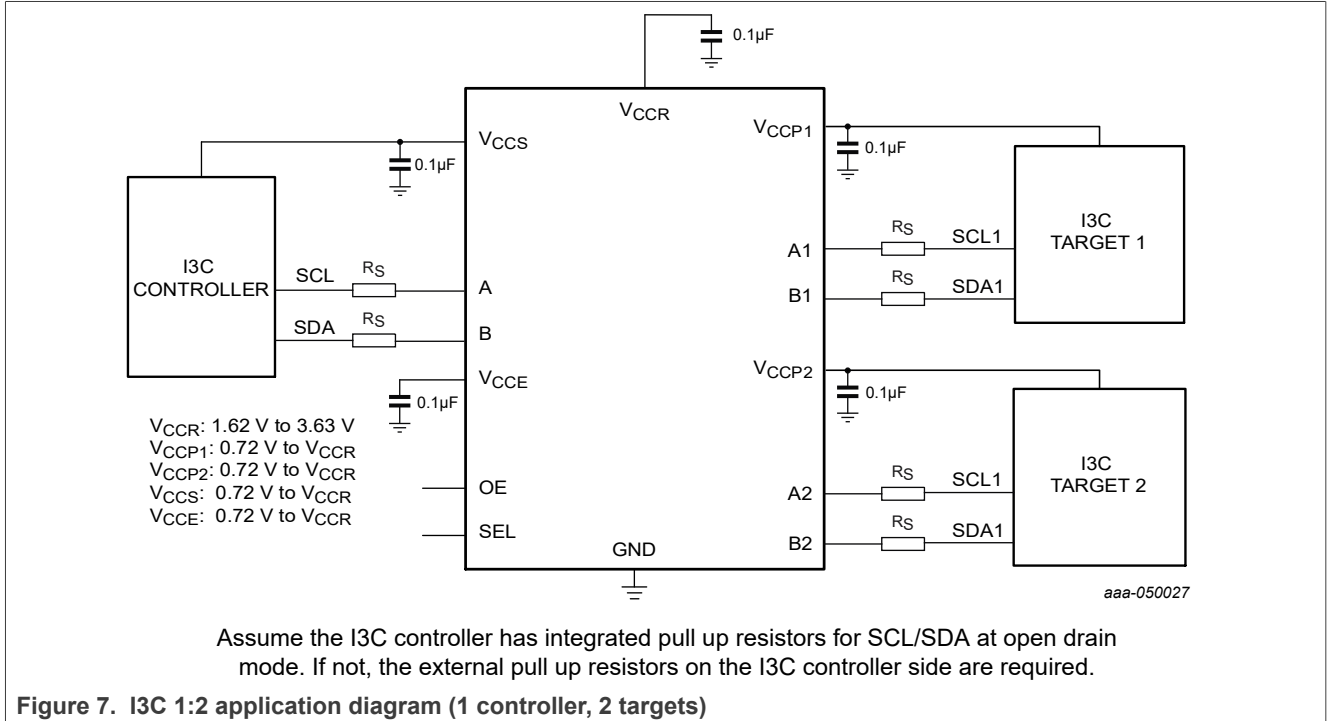 0.1µF
VCCR
VCCS
0.1µF
VCCP1
0.1µF
I3C
TARGET 1
A1
RS
SCL1
B1
RS
SDA1
I3C
CONTROLLER
SCL
RS
A
SDA
RS
B
VCCE
0.1µF
VCCP2
0.1µF
I3C
TARGET 2
A2
RS
SCL1
B2
RS
SDA1
VCCR: 1.62 V to 3.63 V
VCCP1: 0.72 V to VCCR
VCCP2: 0.72 V to VCCR
VCCS: 0.72 V to VCCR
VCCE: 0.72 V to VCCR
OE
SEL
GND
aaa-050027
Assume the I3C controller has integrated pull up resistors for SCL/SDA at open drain
mode. If not, the external pull up resistors on the I3C controller side are required.
Figure 7. I3C 1:2 application diagram (1 controller, 2 targets)